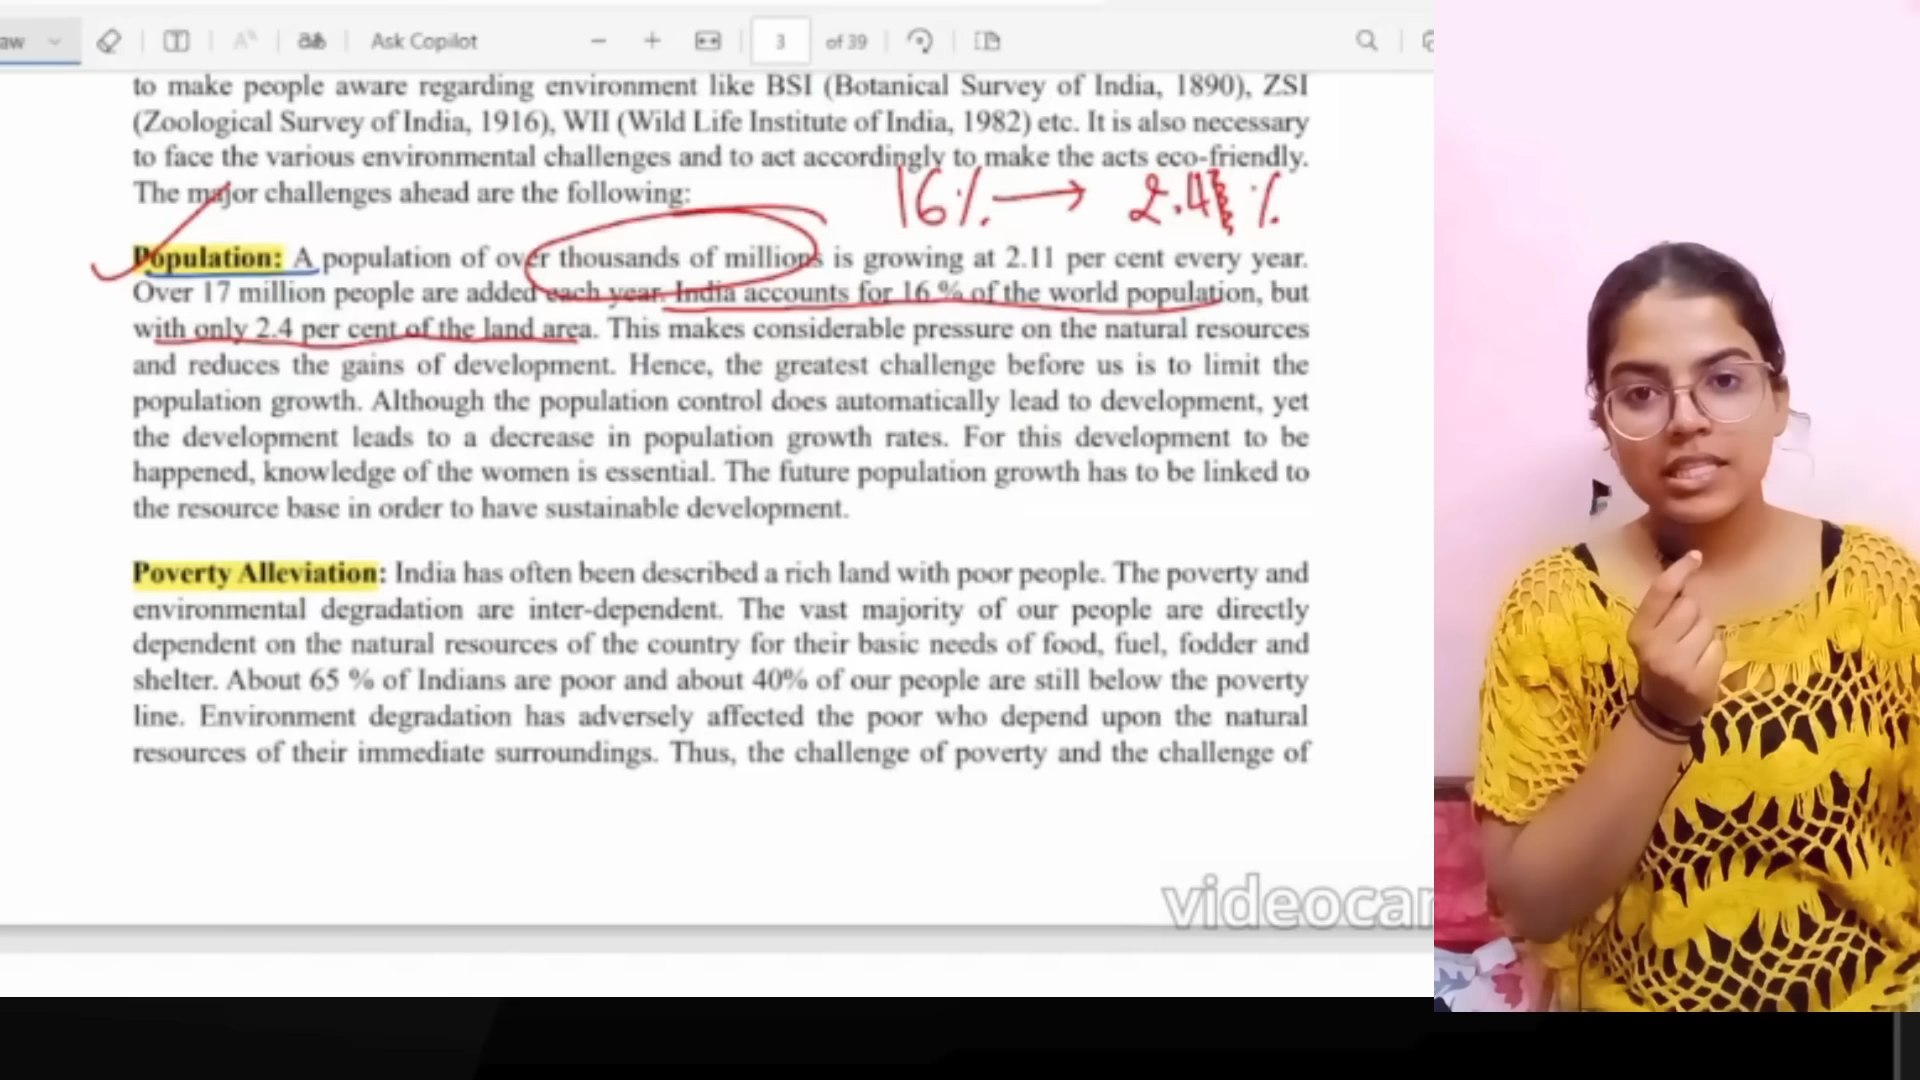 aw Ask Copilot 3 of 39
to make people aware regarding environment like BSI (Botanical Survey of India, 1890), ZSI
(Zoological Survey of India, 1916), WII (Wild Life Institute of India, 1982) etc. It is also necessary
to face the various environmental challenges and to act accordingly to make the acts eco-friendly.
The major challenges ahead are the following:
16% → 2.4 %
Population: A population of over thousands of millions is growing at 2.11 per cent every year.
Over 17 million people are added each year. India accounts for 16 % of the world population, but
with only 2.4 per cent of the land area. This makes considerable pressure on the natural resources
and reduces the gains of development. Hence, the greatest challenge before us is to limit the
population growth. Although the population control does automatically lead to development, yet
the development leads to a decrease in population growth rates. For this development to be
happened, knowledge of the women is essential. The future population growth has to be linked to
the resource base in order to have sustainable development.
Poverty Alleviation: India has often been described a rich land with poor people. The poverty and
environmental degradation are inter-dependent. The vast majority of our people are directly
dependent on the natural resources of the country for their basic needs of food, fuel, fodder and
shelter. About 65 % of Indians are poor and about 40% of our people are still below the poverty
line. Environment degradation has adversely affected the poor who depend upon the natural
resources of their immediate surroundings. Thus, the challenge of poverty and the challenge of
videocam